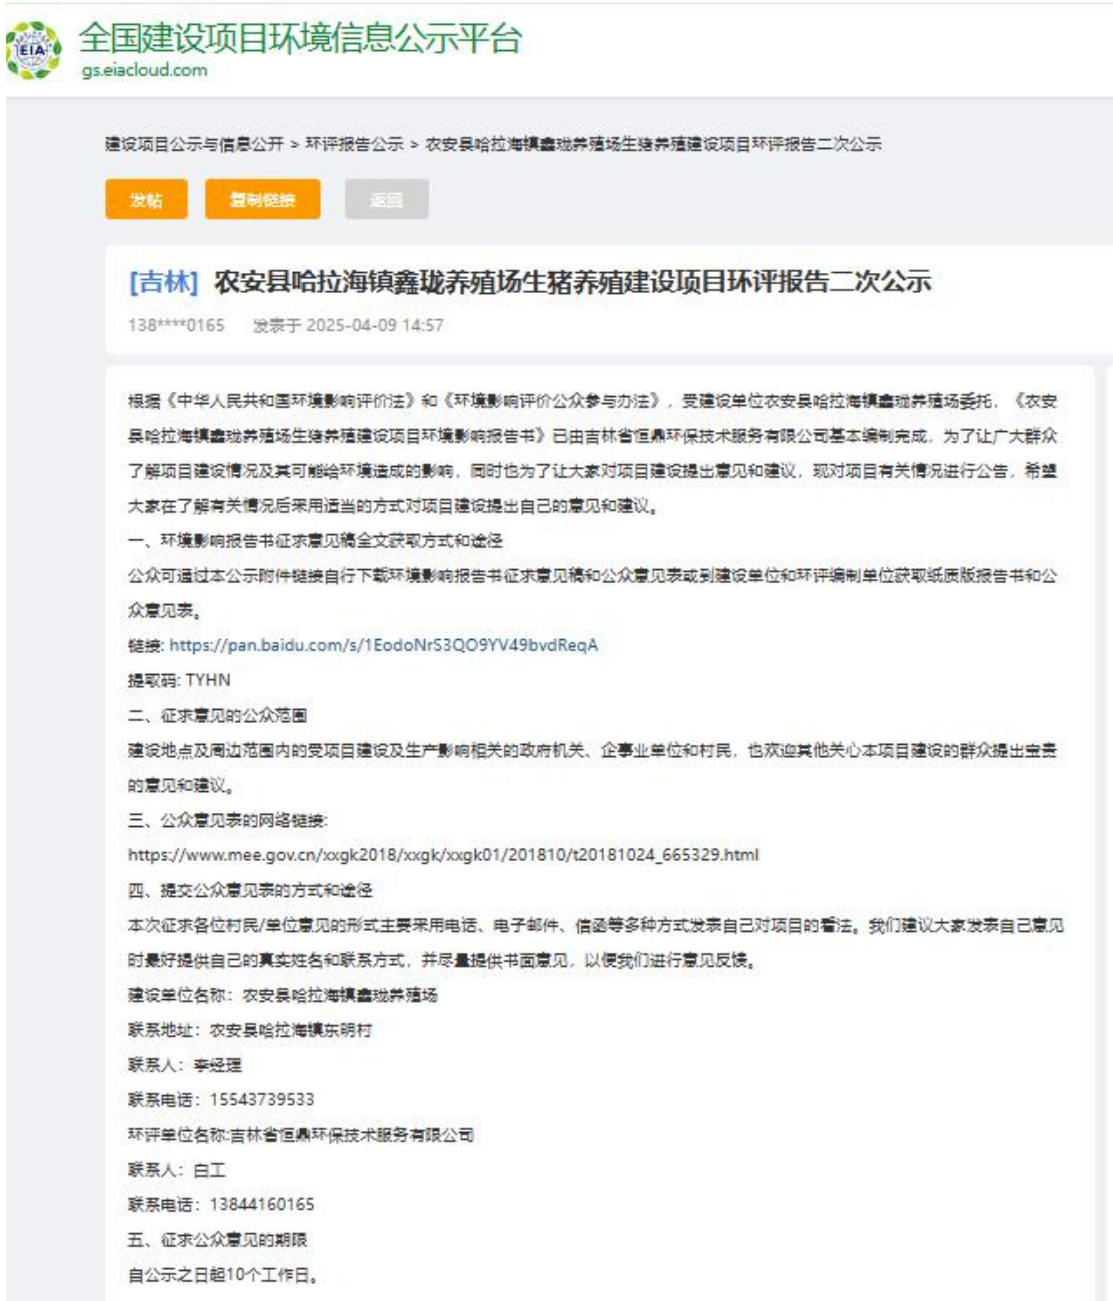 EIA
全国建设项目环境信息公示平台
gs.eiacloud.com
建设项目公示与信息公开 > 环评报告公示 > 农安县哈拉海镇鑫珑养殖场生猪养殖建设项目环评报告二次公示
发帖 复制链接 返回
[吉林] 农安县哈拉海镇鑫珑养殖场生猪养殖建设项目环评报告二次公示
138****0165 发表于 2025-04-09 14:57
根据《中华人民共和国环境影响评价法》和《环境影响评价公众参与办法》，受建设单位农安县哈拉海镇鑫珑养殖场委托，《农安
县哈拉海镇鑫珑养殖场生猪养殖建设项目环境影响报告书》已由吉林省恒鼎环保技术服务有限公司基本编制完成，为了让广大群众
了解项目建设情况及其可能给环境造成的影响，同时也为了让大家对项目建设提出意见和建议，现对项目有关情况进行公告，希望
大家在了解有关情况后采用适当的方式对项目建设提出自己的意见和建议。
一、环境影响报告书征求意见稿全文获取方式和途径
公众可通过本公示附件链接自行下载环境影响报告书征求意见稿和公众意见表或到建设单位和环评编制单位获取纸质版报告书和公
众意见表。
链接: https://pan.baidu.com/s/1EodoNrS3QO9YV49bvdReqA
提取码: TYHN
二、征求意见的公众范围
建设地点及周边范围内的受项目建设及生产影响相关的政府机关、企事业单位和村民，也欢迎其他关心本项目建设的群众提出宝贵
的意见和建议。
三、公众意见表的网络链接:
https://www.mee.gov.cn/xxgk2018/xxgk/xxgk01/201810/t20181024_665329.html
四、提交公众意见表的方式和途径
本次征求各位村民/单位意见的形式主要采用电话、电子邮件、信函等多种方式发表自己对项目的看法。我们建议大家发表自己意见
时最好提供自己的真实姓名和联系方式，并尽量提供书面意见，以便我们进行意见反馈。
建设单位名称：农安县哈拉海镇鑫珑养殖场
联系地址：农安县哈拉海镇东明村
联系人：李经理
联系电话：15543739533
环评单位名称:吉林省恒鼎环保技术服务有限公司
联系人：白工
联系电话：13844160165
五、征求公众意见的期限
自公示之日起10个工作日。